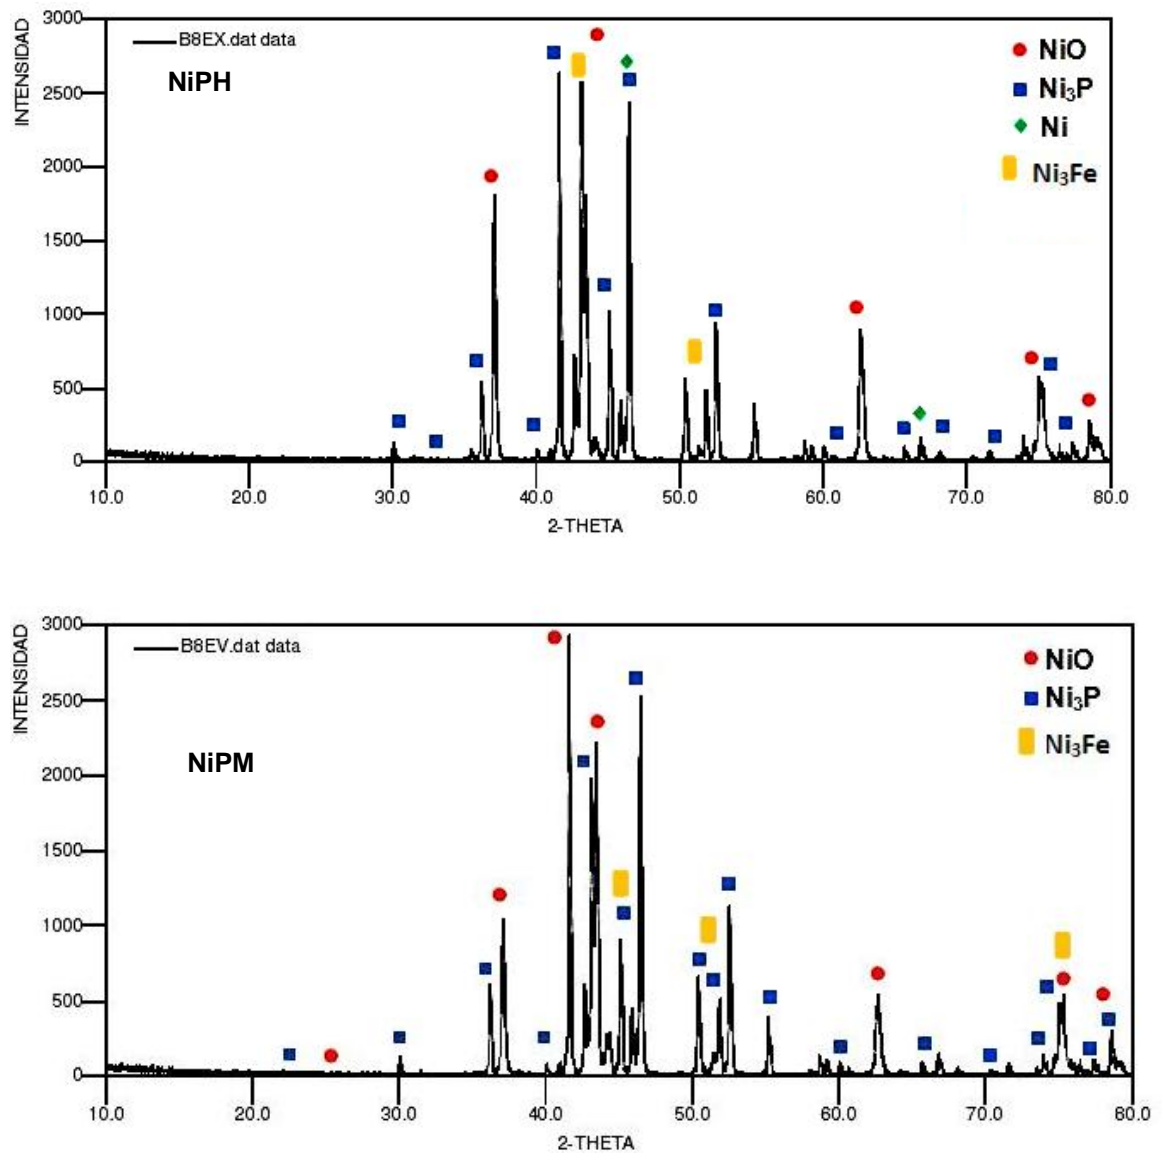 INTENSIDAD
3000
2500
2000
1500
1000
500
0
B8EX.dat data
NiPH
NiO
Ni₃P
Ni
Ni₃Fe
10.0 20.0 30.0 40.0 50.0 60.0 70.0 80.0
2-THETA
INTENSIDAD
3000
2500
2000
1500
1000
500
0
B8EV.dat data
NiPM
NiO
Ni₃P
Ni₃Fe
10.0 20.0 30.0 40.0 50.0 60.0 70.0 80.0
2-THETA